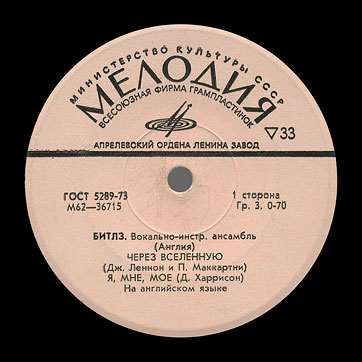 МИНИСТЕРСТВО КУЛЬТУРЫ СССР
МЕЛОДИЯ
ВСЕСОЮЗНАЯ ФИРМА ГРАМПЛАСТИНОК
▽33
АПРЕЛЕВСКИЙ ОРДЕНА ЛЕНИНА ЗАВОД
ГОСТ 5289-73
М62—36715
1 сторона
Гр. 3. 0-70
БИТЛЗ. Вокально-инстр. ансамбль
(Англия)
ЧЕРЕЗ ВСЕЛЕННУЮ
(Дж. Леннон и П. Маккартни)
Я, МНЕ, МОЕ (Д. Харрисон)
На английском языке